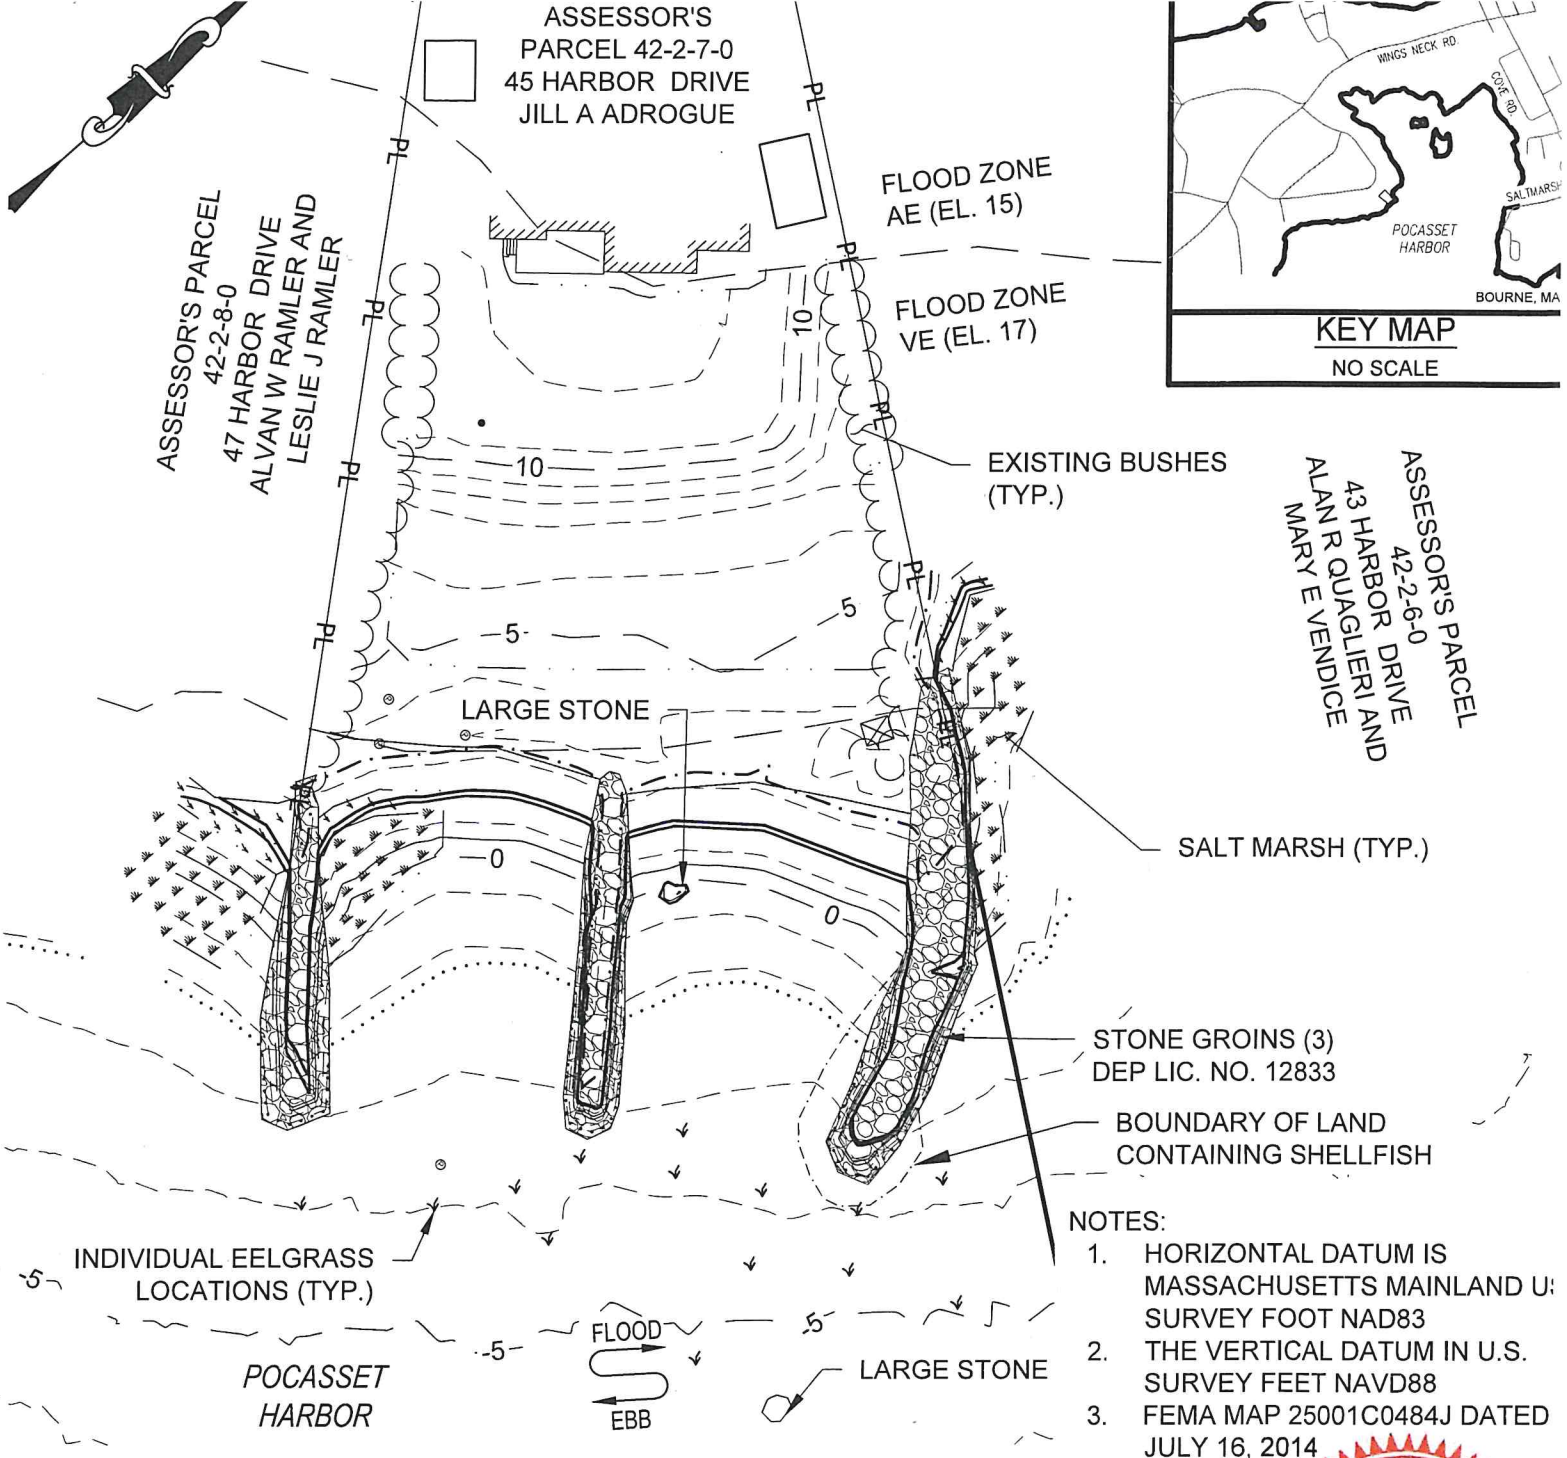 ASSESSOR'S
PARCEL 42-2-7-0
45 HARBOR DRIVE
JILL A ADROGUE
PL
PL
PL
PL
PL
PL
PL
PL
PL
PL
PL
ASSESSOR'S PARCEL
42-2-8-0
47 HARBOR DRIVE
ALVAN W RAMLER AND
LESLIE J RAMLER
FLOOD ZONE
AE (EL. 15)
FLOOD ZONE
VE (EL. 17)
WINGS NECK RD.
COVE RD.
SALTMARSH
POCASSET
HARBOR
BOURNE, MA
KEY MAP
NO SCALE
10
10
EXISTING BUSHES
(TYP.)
ASSESSOR'S PARCEL
42-2-6-0
43 HARBOR DRIVE
ALAN R QUAGLIERI AND
MARY E VENDICE
5
5
LARGE STONE
SALT MARSH (TYP.)
0
0
STONE GROINS (3)
DEP LIC. NO. 12833
BOUNDARY OF LAND
CONTAINING SHELLFISH
INDIVIDUAL EELGRASS
LOCATIONS (TYP.)
-5
-5
-5
FLOOD
EBB
LARGE STONE
POCASSET
HARBOR
NOTES:
1. HORIZONTAL DATUM IS
MASSACHUSETTS MAINLAND
SURVEY FOOT NAD83
2. THE VERTICAL DATUM IN U.S.
SURVEY FEET NAVD88
3. FEMA MAP 25001C0484J DATED
JULY 16, 2014